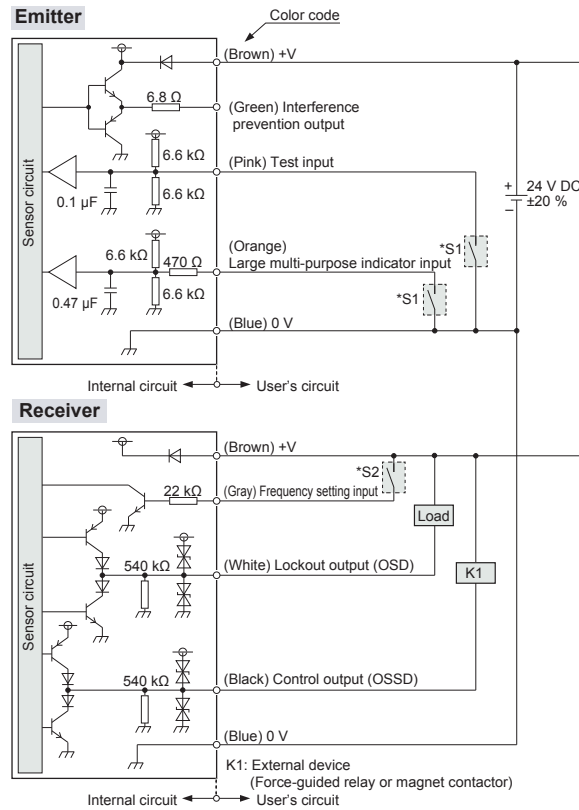 Emitter
Color code
(Brown) +V
6.8 Ω
(Green) Interference
prevention output
6.6 kΩ
(Pink) Test input
Sensor circuit
6.6 kΩ
0.1 µF
+
24 V DC
±20 %
−
*S1
(Orange)
6.6 kΩ
470 Ω
Large multi-purpose indicator input
*S1
6.6 kΩ
0.47 µF
(Blue) 0 V
Internal circuit
User's circuit
Receiver
(Brown) +V
*S2
22 kΩ
(Gray) Frequency setting input
Load
540 kΩ
(White) Lockout output (OSD)
K1
Sensor circuit
540 kΩ
(Black) Control output (OSSD)
(Blue) 0 V
K1: External device
(Force-guided relay or magnet contactor)
Internal circuit
User's circuit